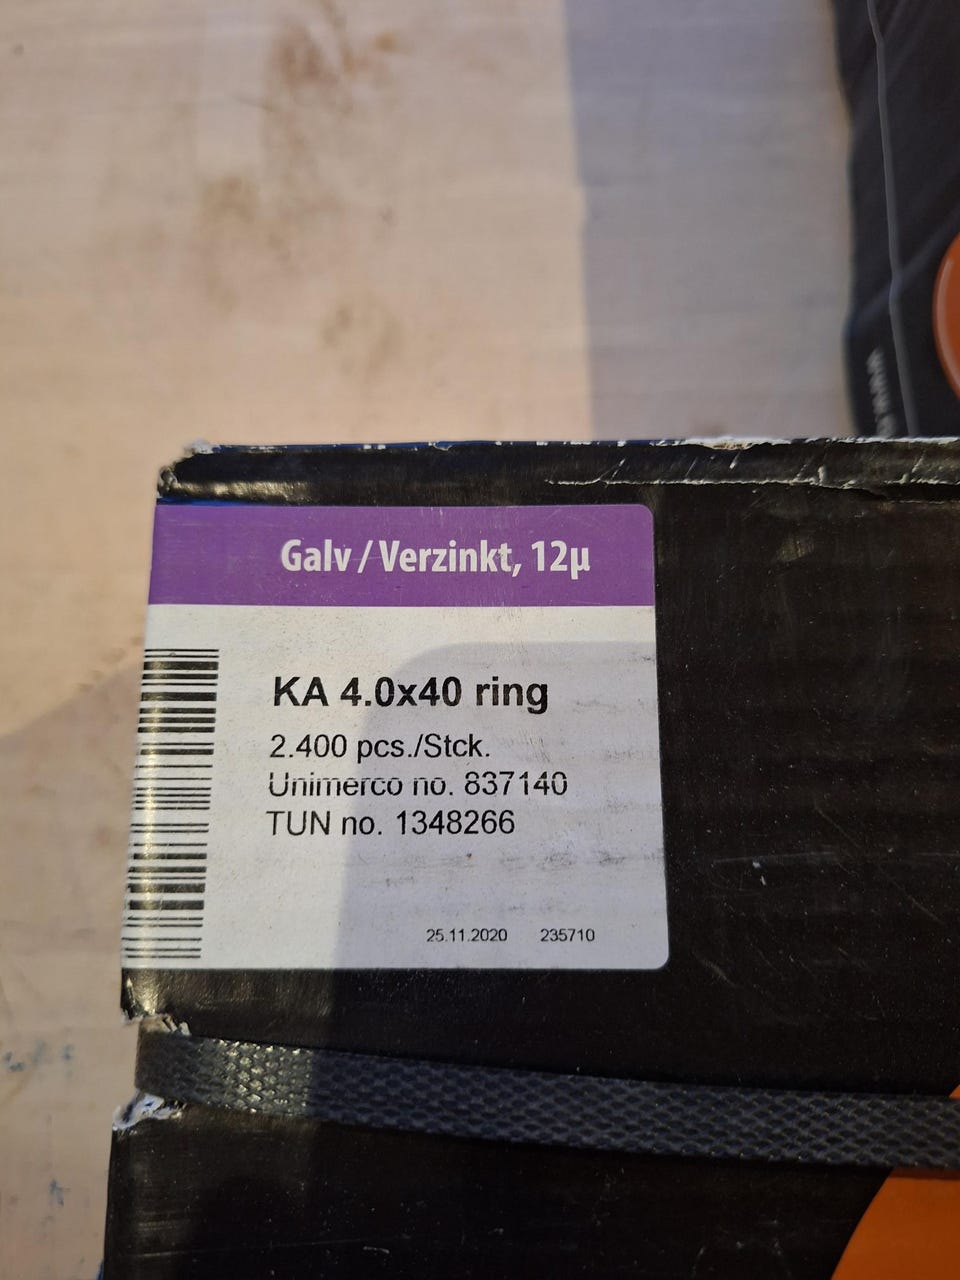 Galv / Verzinkt, 12µ
KA 4.0x40 ring
2.400 pcs./Stck.
Unimerco no. 837140
TUN no. 1348266
25.11.2020 235710